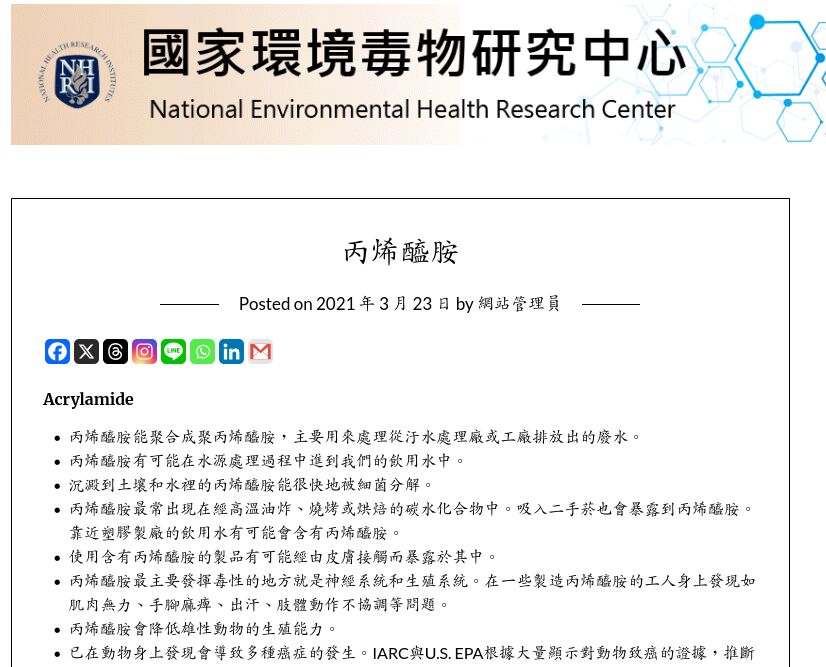 國家環境毒物研究中心
National Environmental Health Research Center
NATIONAL HEALTH RESEARCH INSTITUTES
NHRI
丙烯醯胺
Posted on 2021 年 3 月 23 日 by 網站管理員
LINE
Acrylamide
丙烯醯胺能聚合成聚丙烯醯胺，主要用來處理從汙水處理廠或工廠排放出的廢水。
丙烯醯胺有可能在水源處理過程中進到我們的飲用水中。
沉澱到土壤和水裡的丙烯醯胺能很快地被細菌分解。
丙烯醯胺最常出現在經高溫油炸、燒烤或烘焙的碳水化合物中。吸入二手菸也會暴露到丙烯醯胺。
靠近塑膠製廠的飲用水有可能會含有丙烯醯胺。
使用含有丙烯醯胺的製品有可能經由皮膚接觸而暴露於其中。
丙烯醯胺最主要發揮毒性的地方就是神經系統和生殖系統。在一些製造丙烯醯胺的工人身上發現如
肌肉無力、手腳麻痺、出汗、肢體動作不協調等問題。
丙烯醯胺會降低雄性動物的生殖能力。
已在動物身上發現會導致多種癌症的發生。IARC與U.S. EPA根據大量顯示對動物致癌的證據，推斷